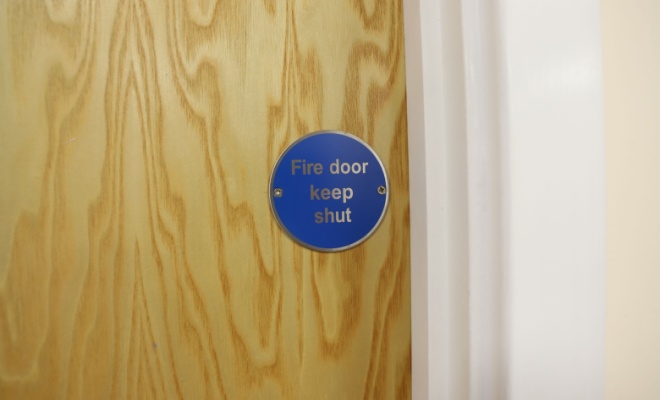 Fire door
keep
shut